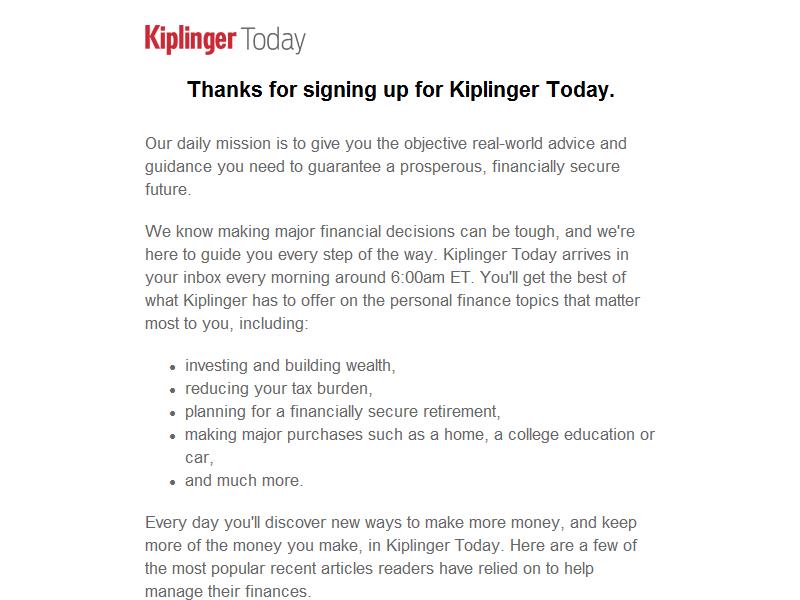 Kiplinger Today
Thanks for signing up for Kiplinger Today.
Our daily mission is to give you the objective real-world advice and
guidance you need to guarantee a prosperous, financially secure
future.
We know making major financial decisions can be tough, and we're
here to guide you every step of the way. Kiplinger Today arrives in
your inbox every morning around 6:00am ET. You'll get the best of
what Kiplinger has to offer on the personal finance topics that matter
most to you, including:
• investing and building wealth,
• reducing your tax burden,
• planning for a financially secure retirement,
• making major purchases such as a home, a college education or
car,
• and much more.
Every day you'll discover new ways to make more money, and keep
more of the money you make, in Kiplinger Today. Here are a few of
the most popular recent articles readers have relied on to help
manage their finances.